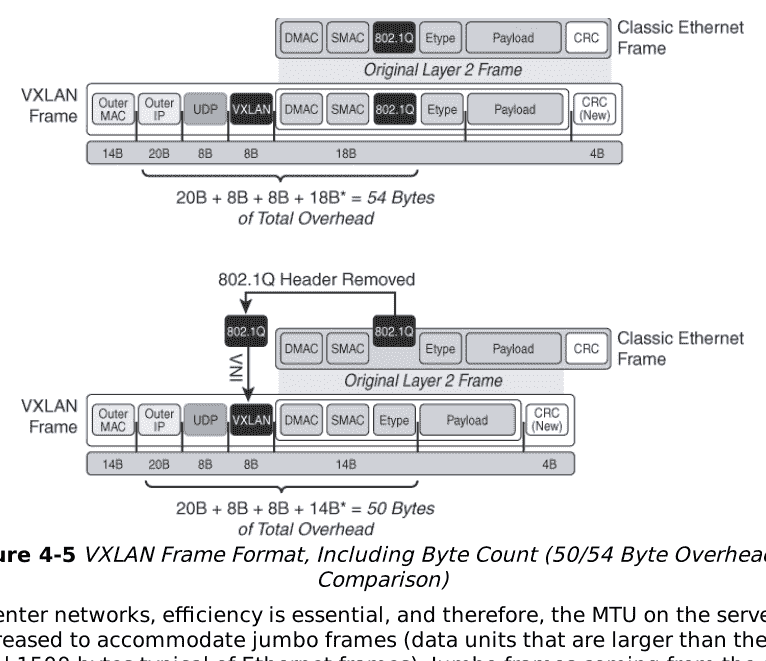 DMAC SMAC 802.1Q Etype Payload CRC Classic Ethernet
Frame
Original Layer 2 Frame
VXLAN
Frame
Outer
MAC
Outer
IP
UDP VXLAN DMAC SMAC 802.1Q Etype Payload CRC
(New)
14B 20B 8B 8B 18B 4B
20B + 8B + 8B + 18B* = 54 Bytes
of Total Overhead
802.1Q Header Removed
802.1Q 802.1Q
VNI
DMAC SMAC Etype Payload CRC Classic Ethernet
Frame
Original Layer 2 Frame
VXLAN
Frame
Outer
MAC
Outer
IP
UDP VXLAN DMAC SMAC Etype Payload CRC
(New)
14B 20B 8B 8B 14B 4B
20B + 8B + 8B + 14B* = 50 Bytes
of Total Overhead
ure 4-5 VXLAN Frame Format, Including Byte Count (50/54 Byte Overhead
Comparison)
enter networks, efficiency is essential, and therefore, the MTU on the serve
reased to accommodate jumbo frames (data units that are larger than the